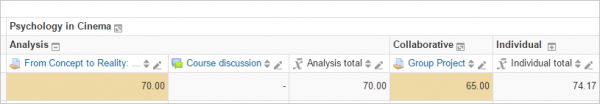 Psychology in Cinema
Analysis Collaborative Individual
From Concept to Reality: ... Course discussion x̄ Analysis total Group Project x̄ Individual total
70.00 - 70.00 65.00 74.17